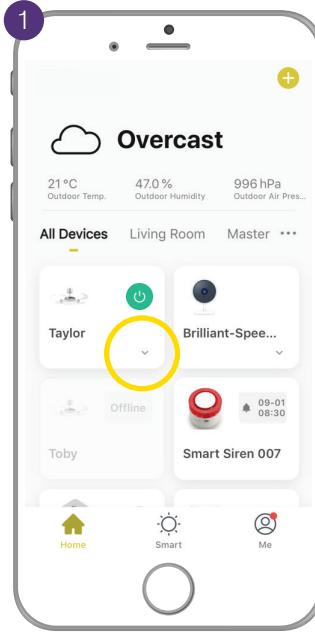 1
Overcast
21 °C 47.0 % 996 hPa
Outdoor Temp. Outdoor Humidity Outdoor Air Pres...
All Devices Living Room Master
Taylor Brilliant-Spee...
Offline 09-01
08:30
Toby Smart Siren 007
Home Smart Me